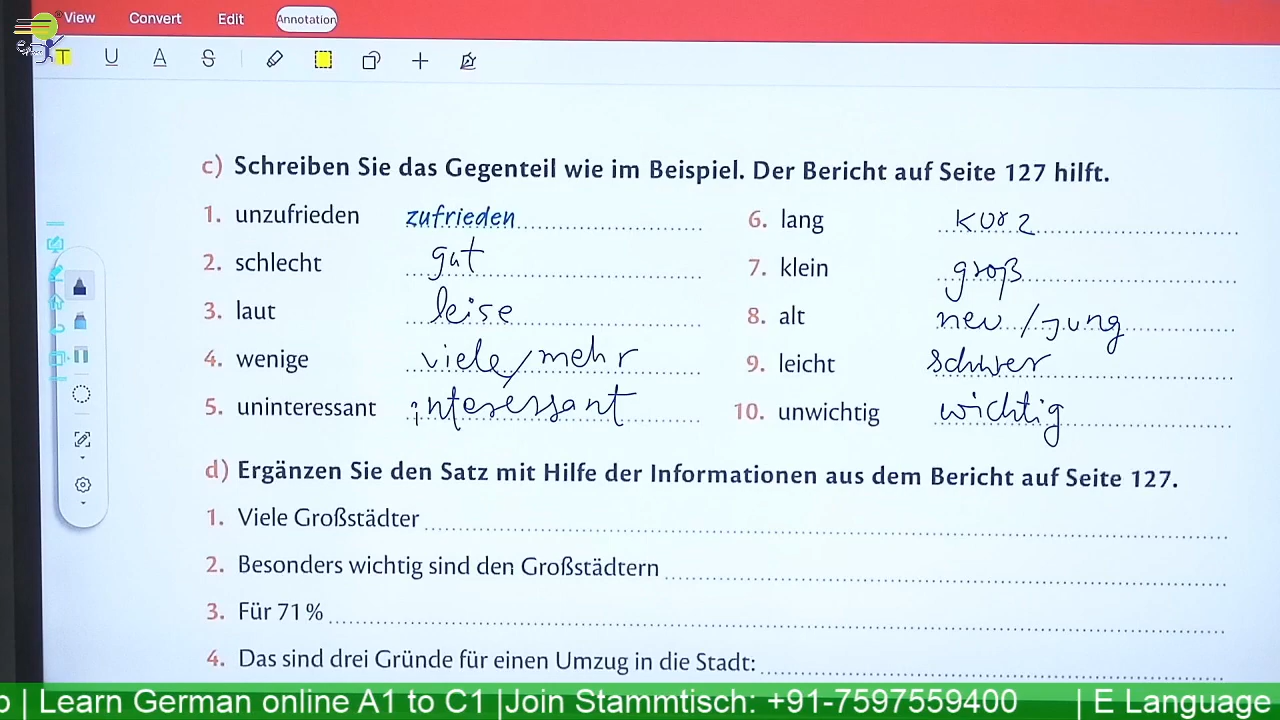 View Convert Edit Annotation
T U A S
c) Schreiben Sie das Gegenteil wie im Beispiel. Der Bericht auf Seite 127 hilft.
1. unzufrieden zufrieden
2. schlecht gut
3. laut leise
4. wenige viele/mehr
5. uninteressant interessant
6. lang kurz
7. klein groß
8. alt neu/jung
9. leicht schwer
10. unwichtig wichtig
d) Ergänzen Sie den Satz mit Hilfe der Informationen aus dem Bericht auf Seite 127.
1. Viele Großstädter
2. Besonders wichtig sind den Großstädtern
3. Für 71 %
4. Das sind drei Gründe für einen Umzug in die Stadt:
| Learn German online A1 to C1 |Join Stammtisch: +91-7597559400 | E Language